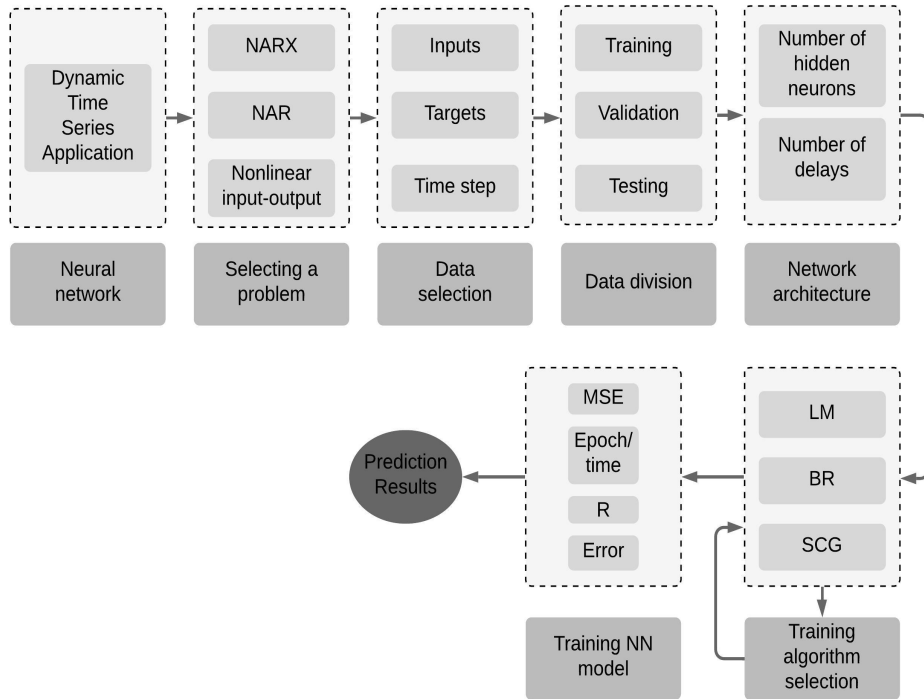 Dynamic
Time
Series
Application
Neural
network
NARX
NAR
Nonlinear
input-output
Selecting a
problem
Inputs
Targets
Time step
Data
selection
Training
Validation
Testing
Data division
Number of
hidden
neurons
Number of
delays
Network
architecture
LM
BR
SCG
Training
algorithm
selection
MSE
Epoch/
time
R
Error
Training NN
model
Prediction
Results